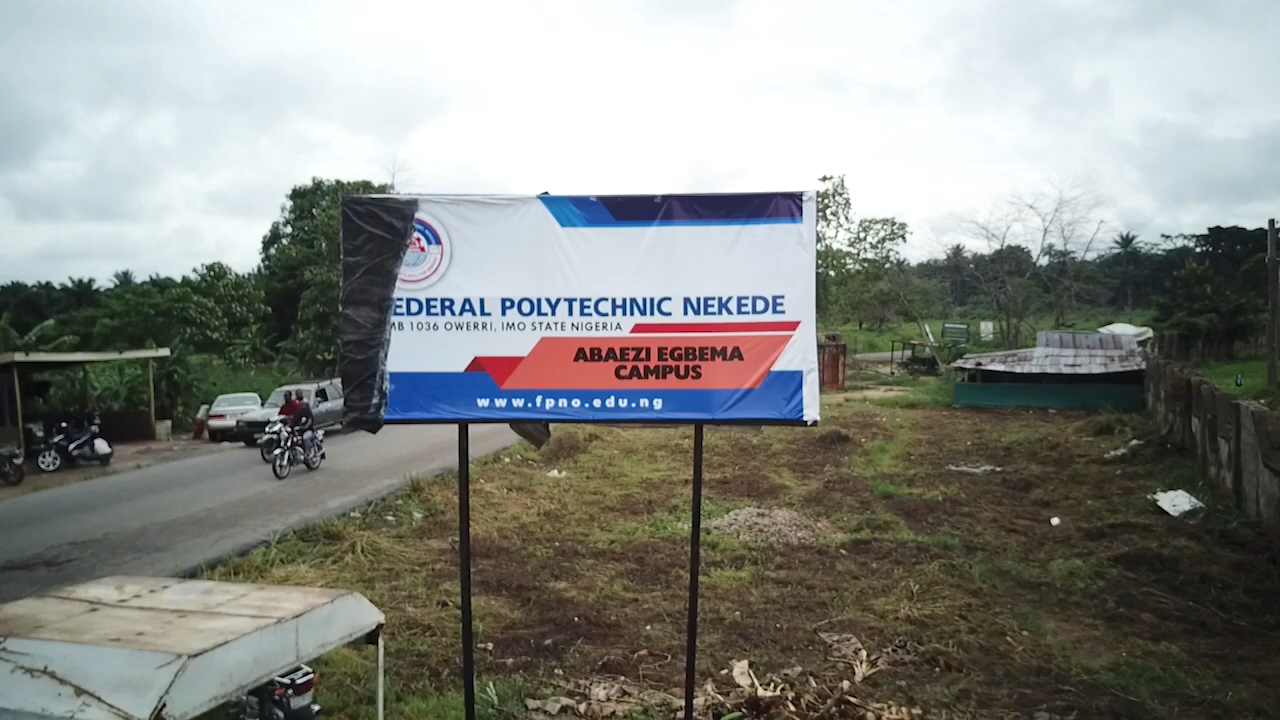 EDERAL POLYTECHNIC NEKEDE
MB 1036 OWERRI, IMO STATE NIGERIA
ABAEZI EGBEMA
CAMPUS
www.fpno.edu.ng